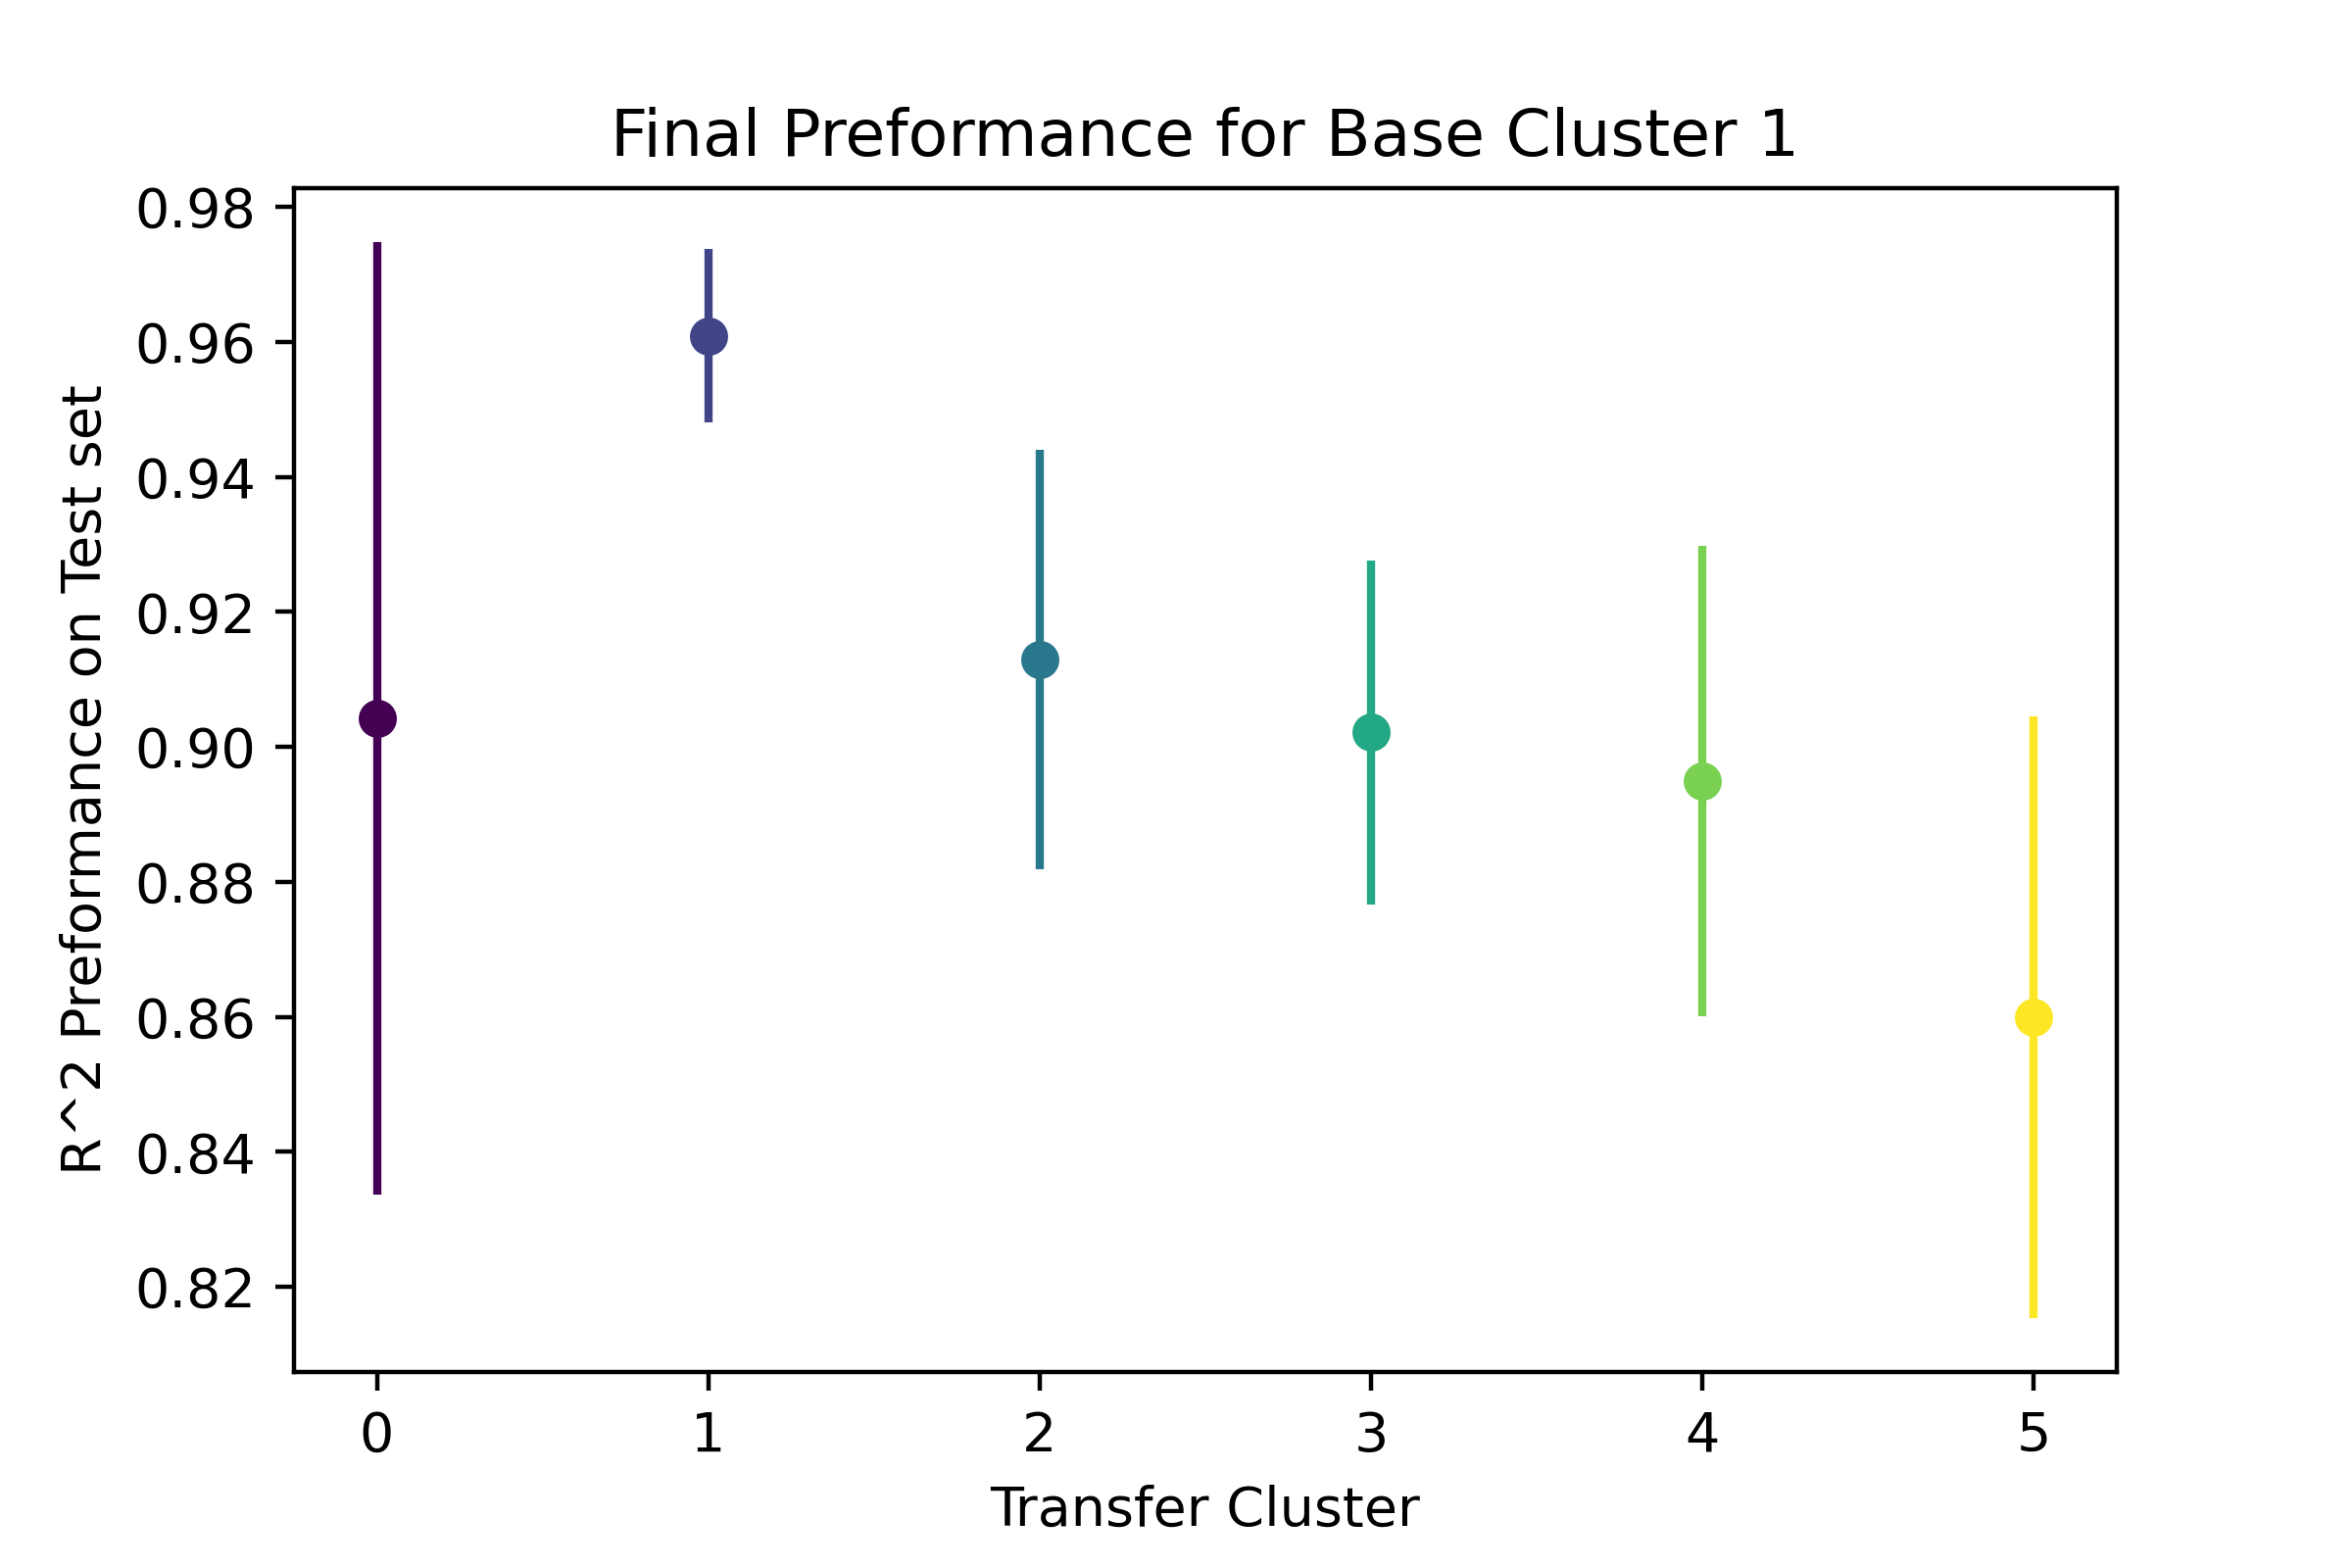 Final Preformance for Base Cluster 1
R^2 Preformance on Test set
0.98
0.96
0.94
0.92
0.90
0.88
0.86
0.84
0.82
0 1 2 3 4 5
Transfer Cluster